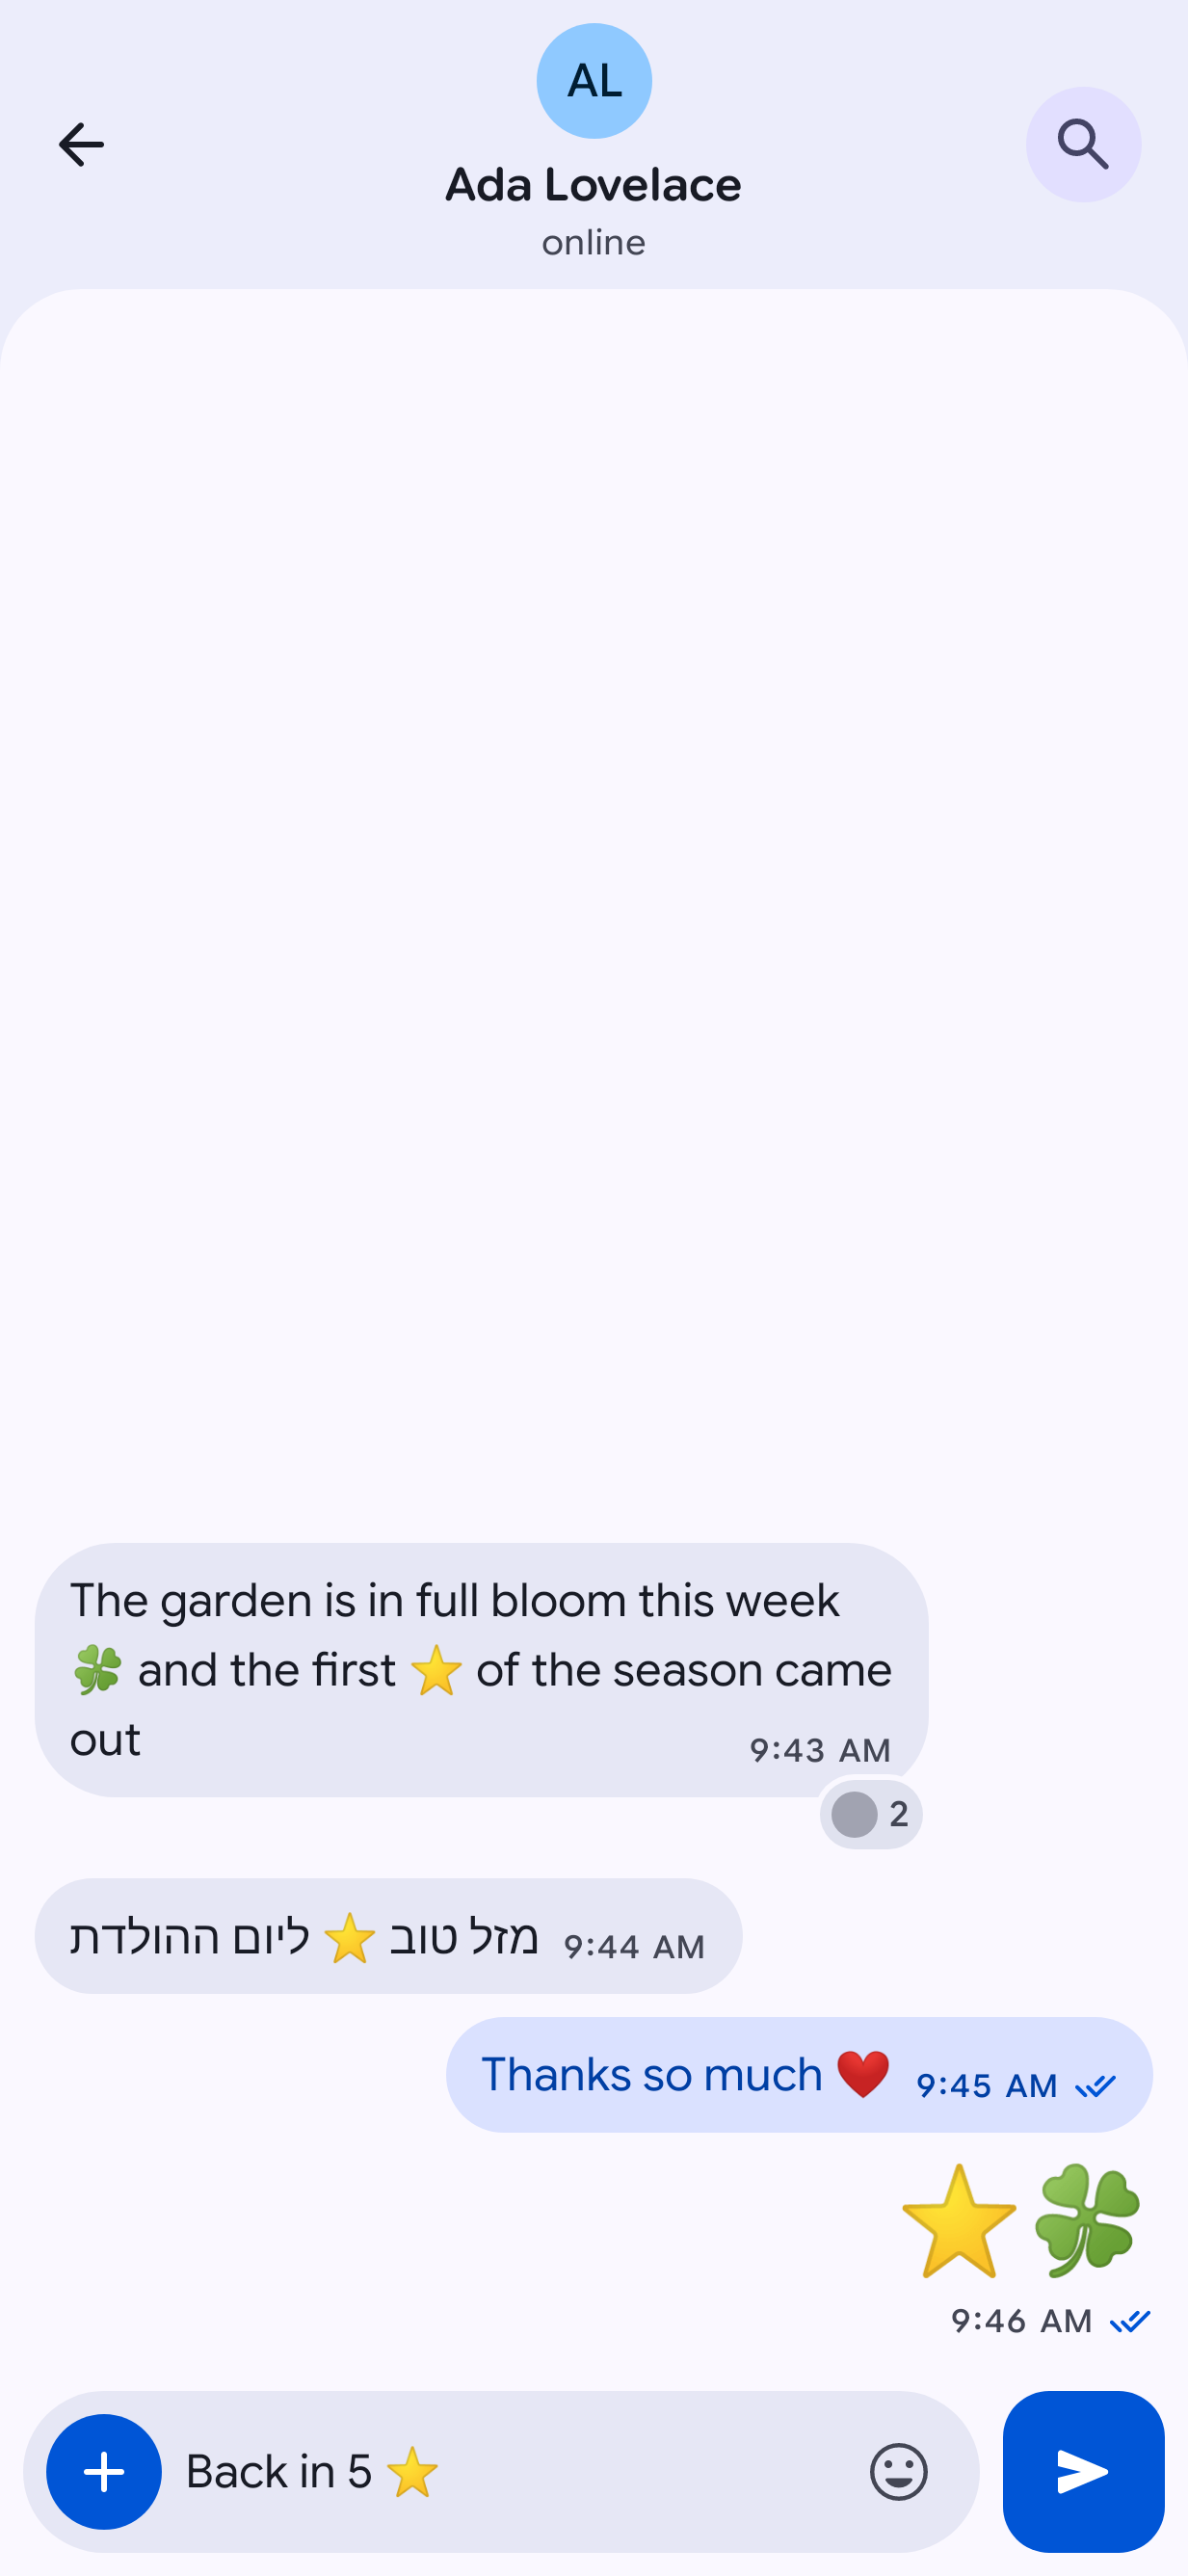 AL
Ada Lovelace
online
The garden is in full bloom this week
🍀 and the first ⭐ of the season came
out
9:43 AM
2
מזל טוב ⭐ ליום ההולדת
9:44 AM
Thanks so much ❤️
9:45 AM
⭐🍀
9:46 AM
Back in 5 ⭐